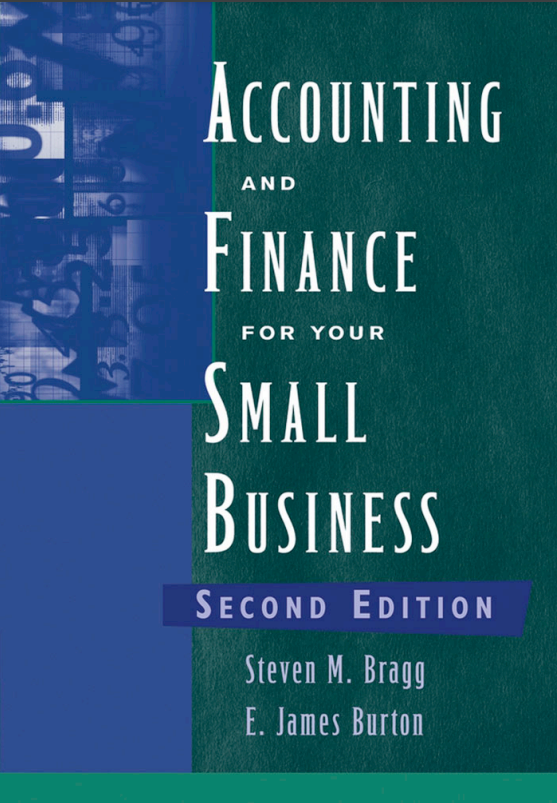 ACCOUNTING
AND
FINANCE
FOR YOUR
SMALL
BUSINESS
SECOND EDITION
Steven M. Bragg
E. James Burton